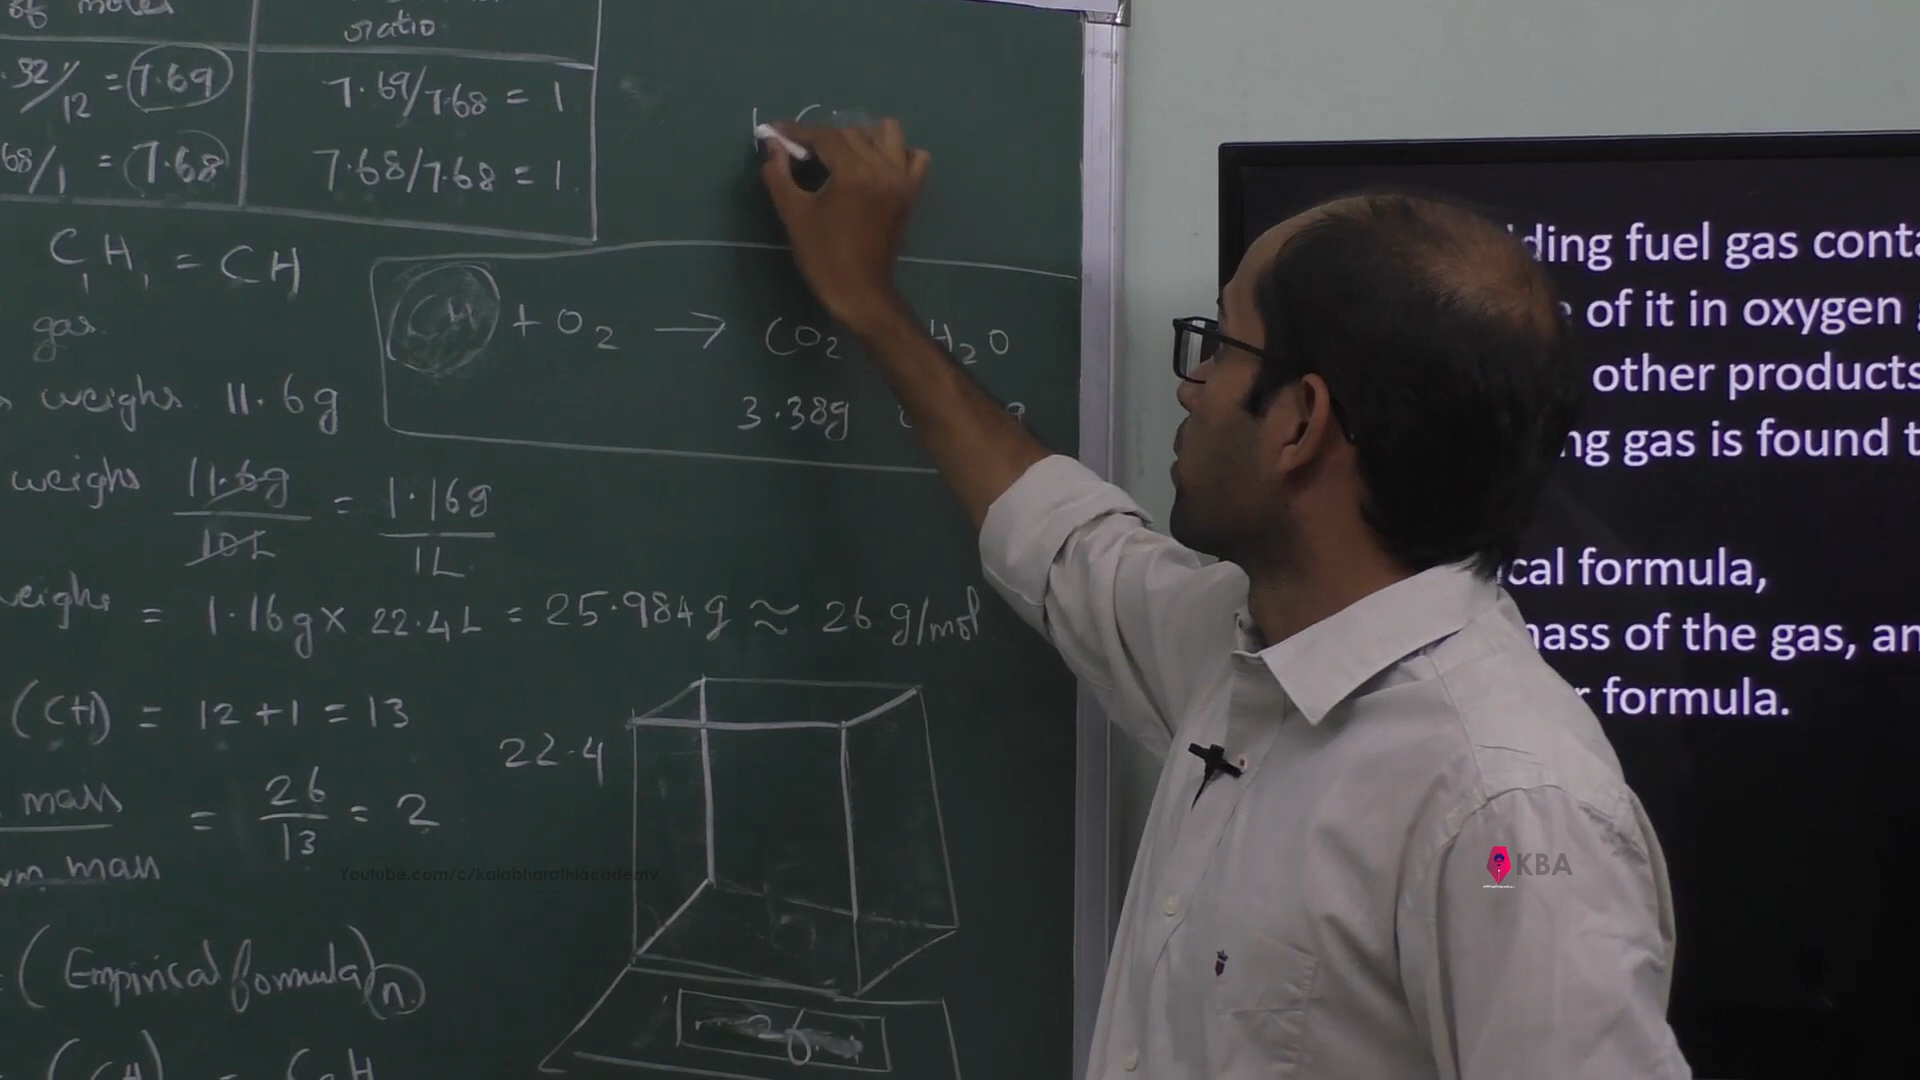 of moles
ratio
.32/12 = 7.69
7.69/7.68 = 1
68/1 = 7.68
7.68/7.68 = 1.
C₁H₁ = CH
gas.
CH + O₂ → CO₂ H₂O
3.38g
weighs 11.6g
weighs 11.6g/10L = 1.16g/1L
weighs = 1.16g × 22.4L = 25.984g ≈ 26 g/mol
(CH) = 12 + 1 = 13
22.4
mass = 26/13 = 2
mass
= (Empirical formula)n
26
(CH) = C₂H
Youtube.com/c/kalabharathiacademy
ding fuel gas conta
of it in oxygen
other products
ng gas is found t
cal formula,
mass of the gas, an
formula.
KBA